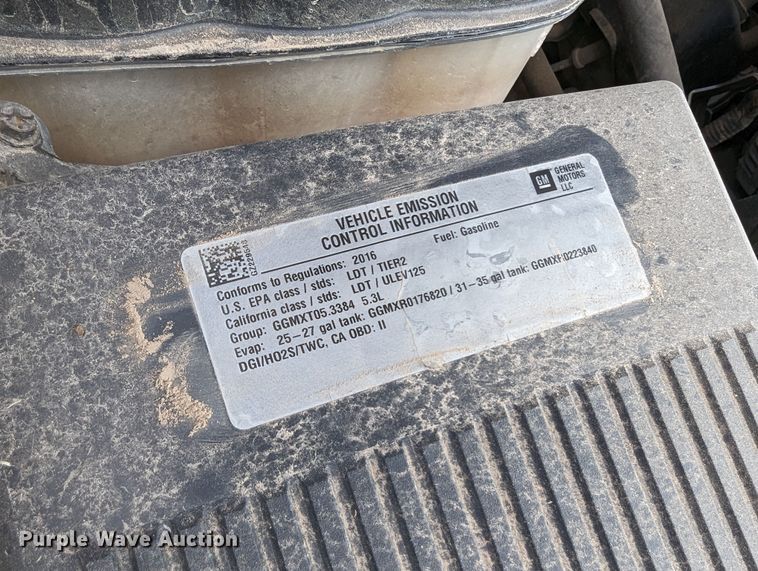 VEHICLE EMISSION
CONTROL INFORMATION
GM
GENERAL
MOTORS
LLC
Conforms to Regulations: 2016
Fuel: Gasoline
U.S. EPA class / stds: LDT / TIER2
California class / stds: LDT / ULEV125
Group: GGMXT05.3384 5.3L
Evap: 25-27 gal tank: GGMXR0176820 / 31-35 gal tank: GGMXR0223840
DGI/HO2S/TWC, CA OBD: II
Purple Wave Auction